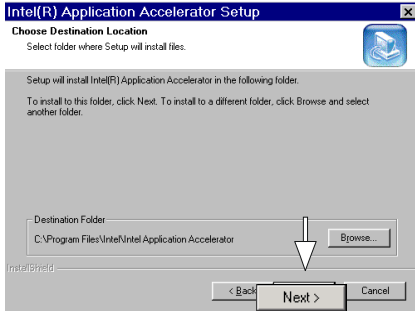 Intel(R) Application Accelerator Setup
Choose Destination Location
Select folder where Setup will install files.
Setup will install Intel(R) Application Accelerator in the following folder.
To install to this folder, click Next. To install to a different folder, click Browse and select
another folder.
Destination Folder
C:\Program Files\Intel\Intel Application Accelerator
Browse...
InstallShield
< Back
Next >
Cancel